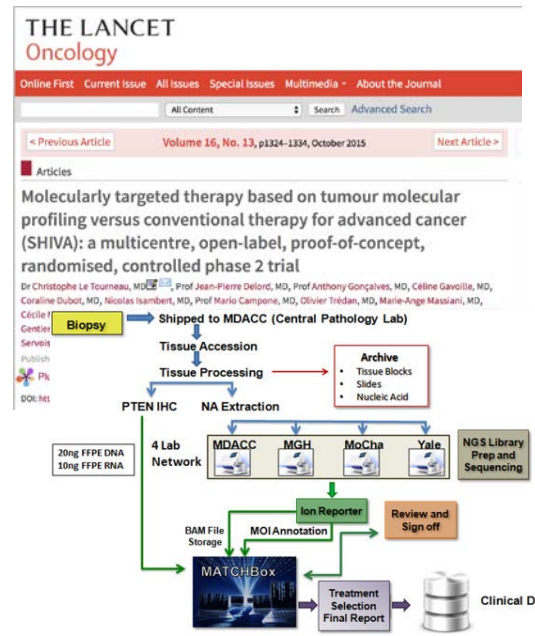 THE LANCET
Oncology
Online First Current Issue All Issues Special Issues Multimedia About the Journal
All Content Search Advanced Search
< Previous Article Volume 16, No. 13, p1324–1334, October 2015 Next Article >
Articles
Molecularly targeted therapy based on tumour molecular
profiling versus conventional therapy for advanced cancer
(SHIVA): a multicentre, open-label, proof-of-concept,
randomised, controlled phase 2 trial
Dr Christophe Le Tourneau, MD, Prof Jean-Pierre Delord, MD, Prof Anthony Gonçalves, MD, Céline Gavoille, MD,
Coraline Dubot, MD, Nicolas Isambert, MD, Prof Mario Campone, MD, Olivier Trédan, MD, Marie-Ange Massiani, MD,
Cécile
Gentier
Servois
Publish
DOI: htt
Biopsy
Shipped to MDACC (Central Pathology Lab)
Tissue Accession
Tissue Processing
Archive
• Tissue Blocks
• Slides
• Nucleic Acid
PTEN IHC
NA Extraction
20ng FFPE DNA
10ng FFPE RNA
4 Lab
Network
MDACC MGH MoCha Yale
NGS Library
Prep and
Sequencing
Ion Reporter
Review and
Sign off
BAM File
Storage
MOI Annotation
MATCHBox
Treatment
Selection
Final Report
Clinical D